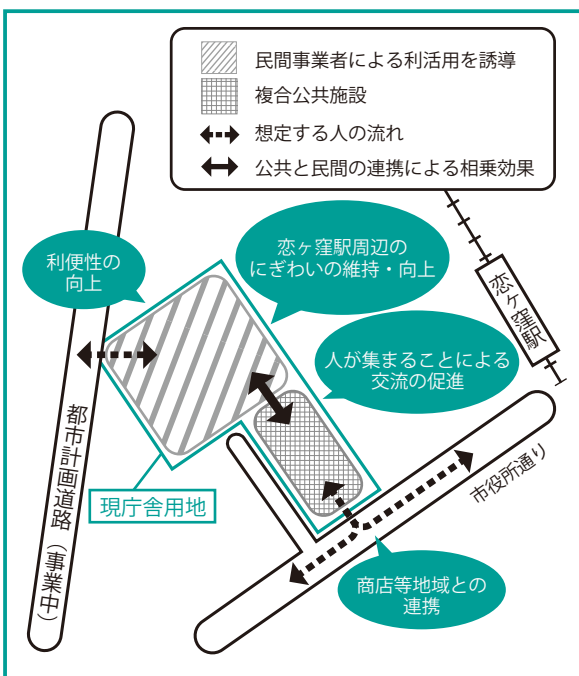 民間事業者による利活用を誘導
複合公共施設
想定する人の流れ
公共と民間の連携による相乗効果
利便性の
向上
恋ヶ窪駅周辺の
にぎわいの維持・向上
恋ヶ窪駅
人が集まることによる
交流の促進
都市計画道路（事業中）
現庁舎用地
市役所通り
商店等地域との
連携